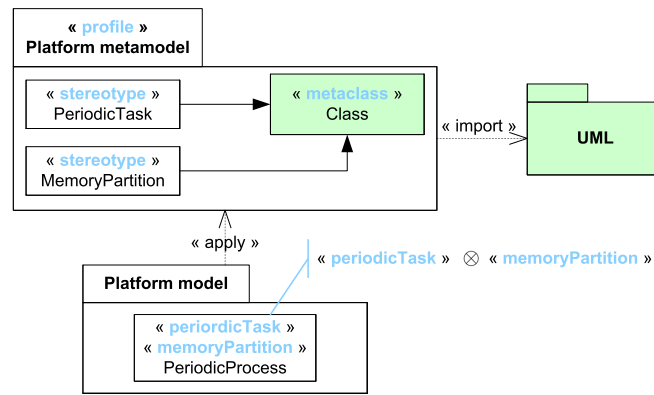 « profile »
Platform metamodel
« stereotype »
PeriodicTask
« metaclass »
Class
« stereotype »
MemoryPartition
« import »
UML
« apply »
« periodicTask » ⊗ « memoryPartition »
Platform model
« periordicTask »
« memoryPartition »
PeriodicProcess